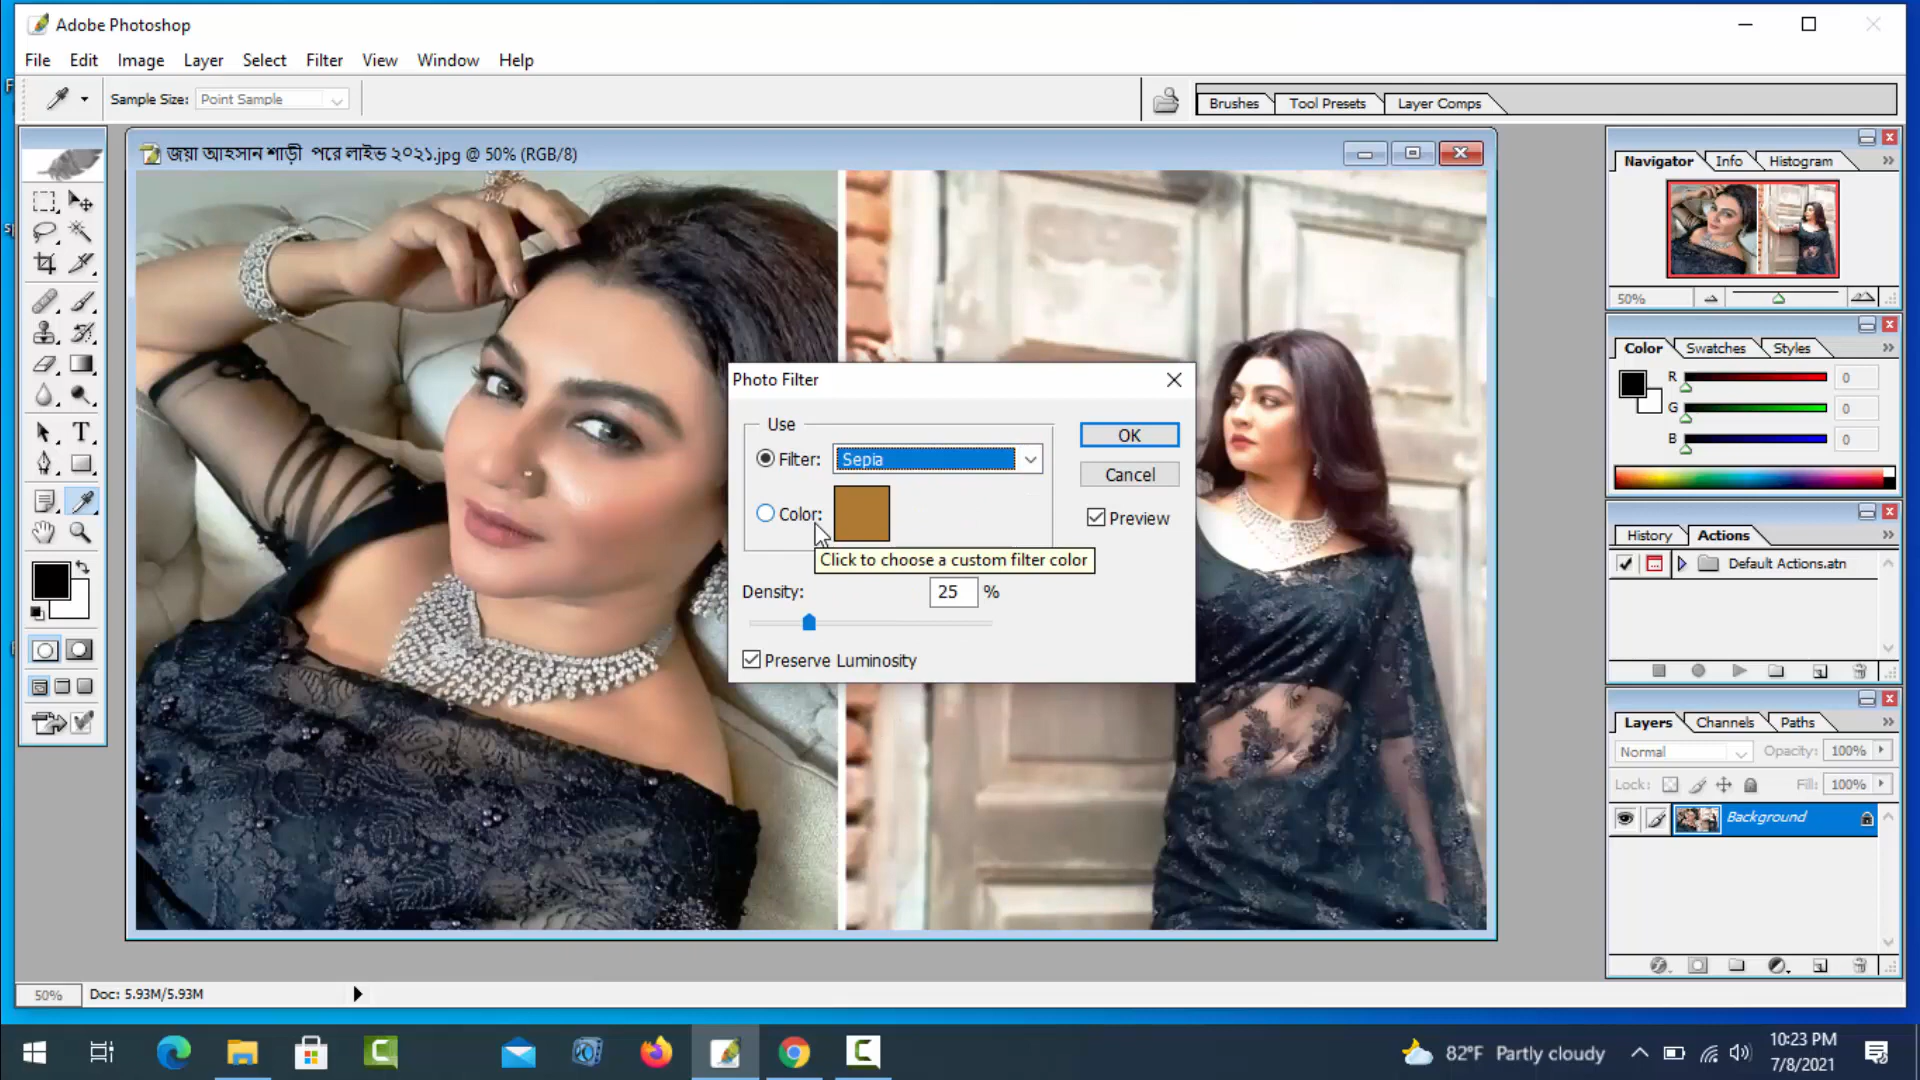 Adobe Photoshop
File Edit Image Layer Select Filter View Window Help
Sample Size: Point Sample
Brushes Tool Presets Layer Comps
জয়া আহসান শাড়ী পরে লাইভ ২০২১.jpg @ 50% (RGB/8)
Navigator Info Histogram
50%
Color Swatches Styles
R 0
G 0
B 0
Photo Filter
Use
Filter: Sepia
OK
Cancel
Color:
Preview
Click to choose a custom filter color
Density: 25 %
Preserve Luminosity
History Actions
Default Actions.atn
Layers Channels Paths
Normal Opacity: 100%
Lock: Fill: 100%
Background
50% Doc: 5.93M/5.93M
82°F Partly cloudy
10:23 PM
7/8/2021